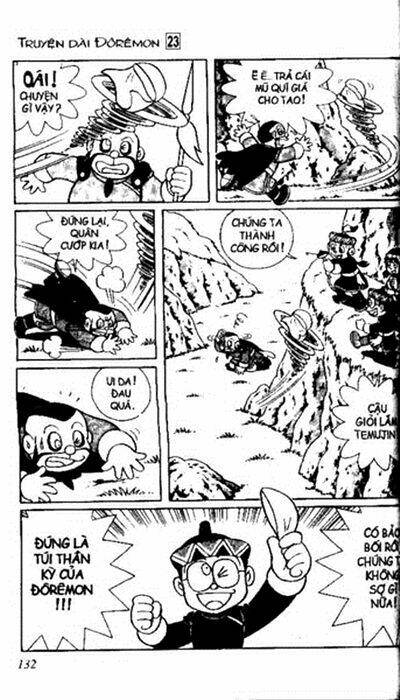 TRUYỆN DÀI ĐÔRÊMON 23
OÁI!
CHUYỆN
GÌ VẬY?
Ê Ê... TRẢ CÁI
MŨ QUÍ GIÁ
CHO TAO!
ĐỨNG LẠI,
QUÂN
CƯỚP KIA!
CHÚNG TA
THÀNH
CÔNG RỒI!
UI DA!
ĐAU
QUÁ.
CẬU
GIỎI LẮM
TEMUJIN
ĐÚNG LÀ
TÚI THẦN
KỲ CỦA
ĐÔRÊMON
!!!
CÓ BẢO
BỐI RỒI
CHÚNG T
KHÔNG
SỢ GÌ
NỮA!
132